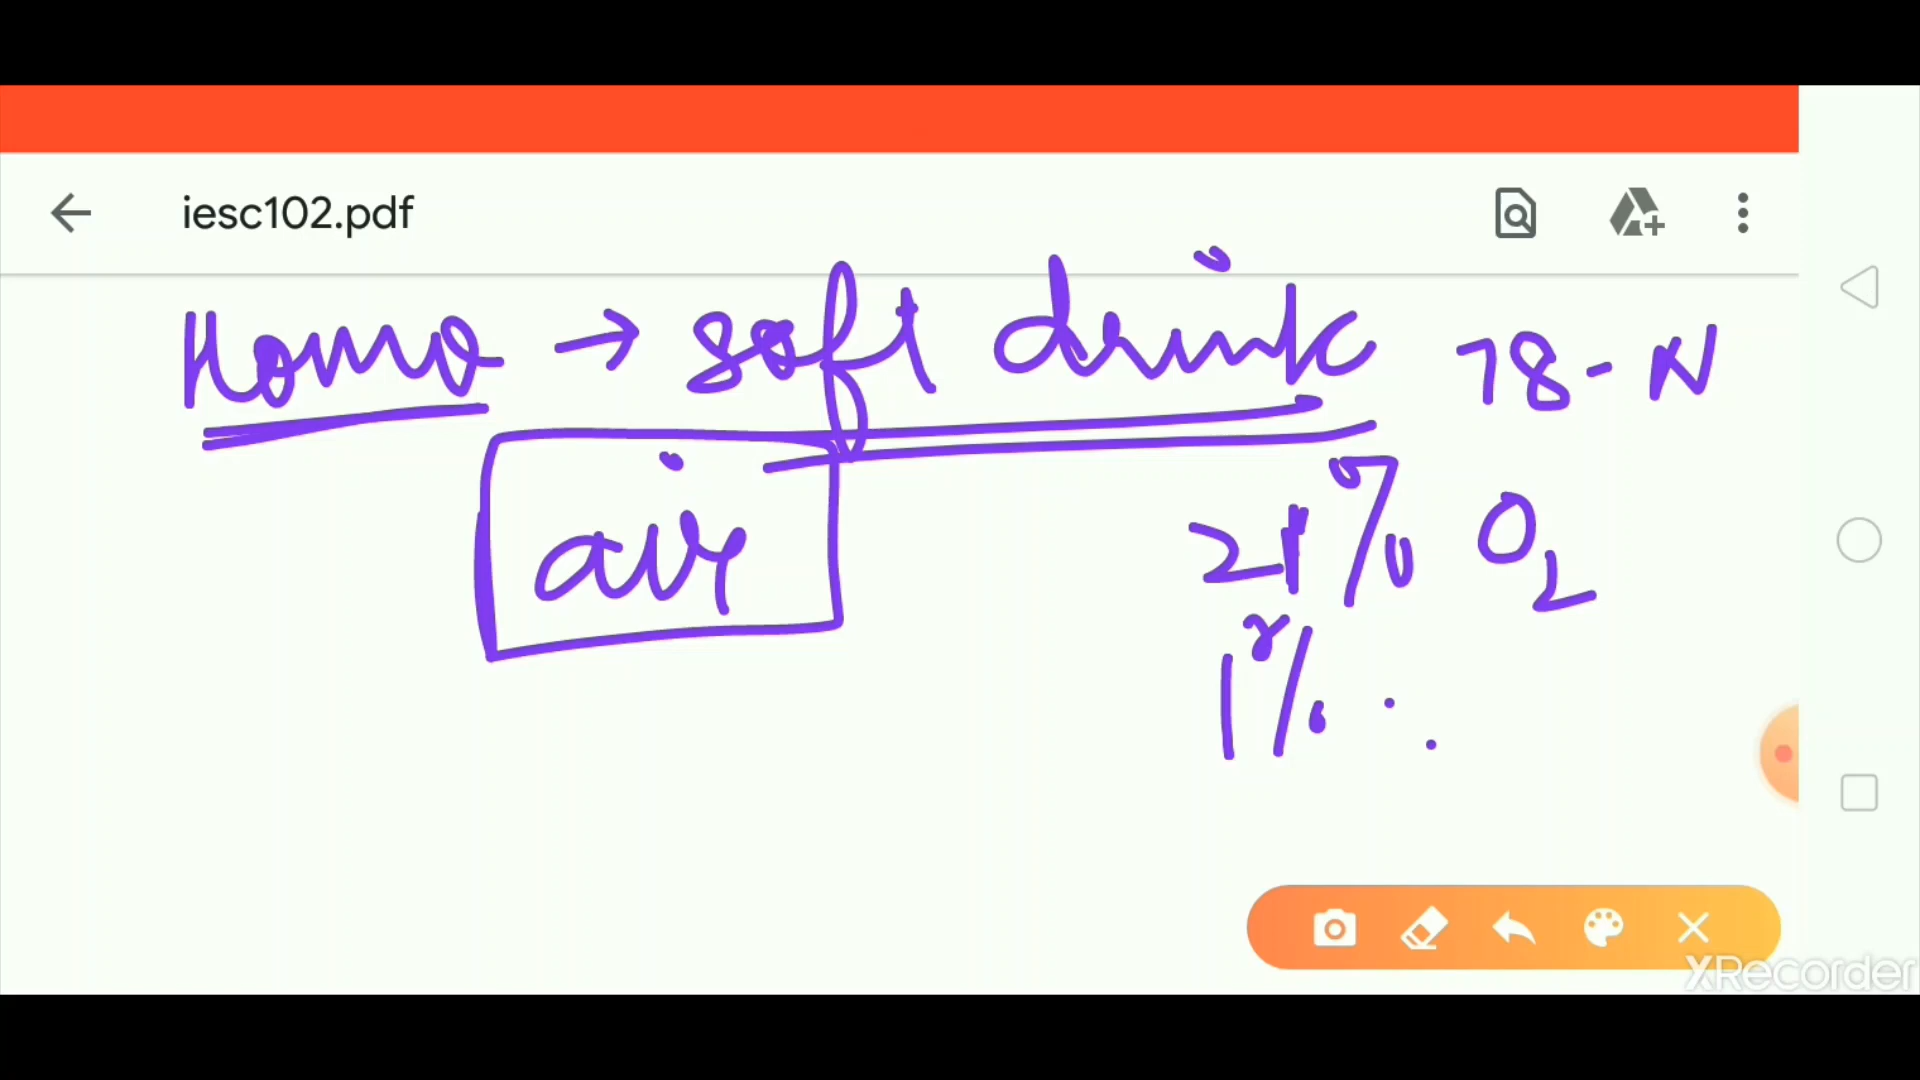 iesc102.pdf
Homo → soft drink 78-N
air 21% O2
1%
XRecorder